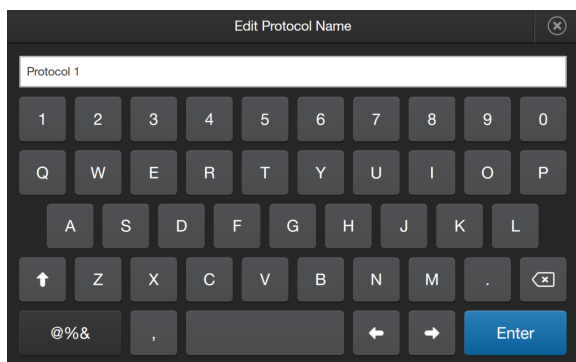 Edit Protocol Name
Protocol 1
1 2 3 4 5 6 7 8 9 0
Q W E R T Y U I O P
A S D F G H J K L
Z X C V B N M .
@%& , Enter